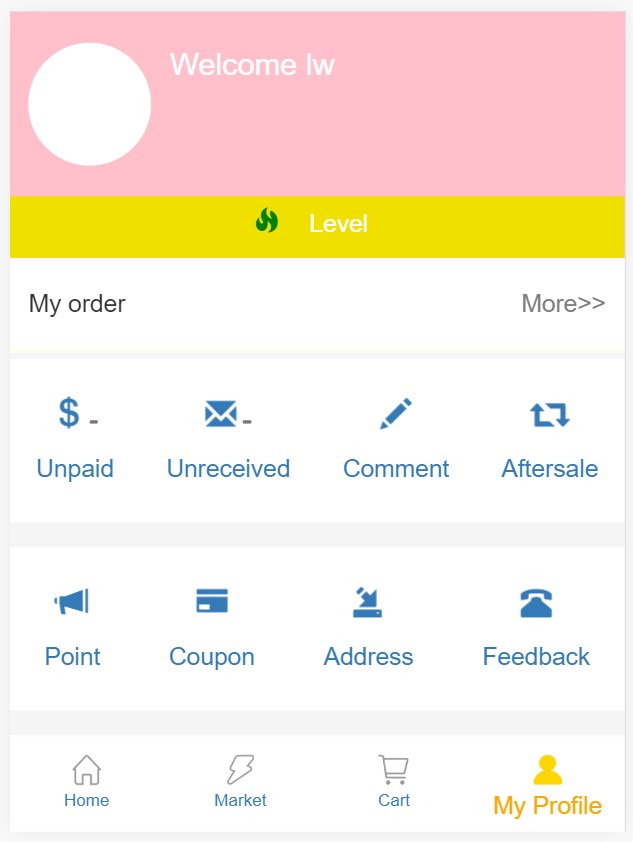 Welcome lw
Level
My order More>>
$ - -
Unpaid Unreceived Comment Aftersale
Point Coupon Address Feedback
Home Market Cart My Profile